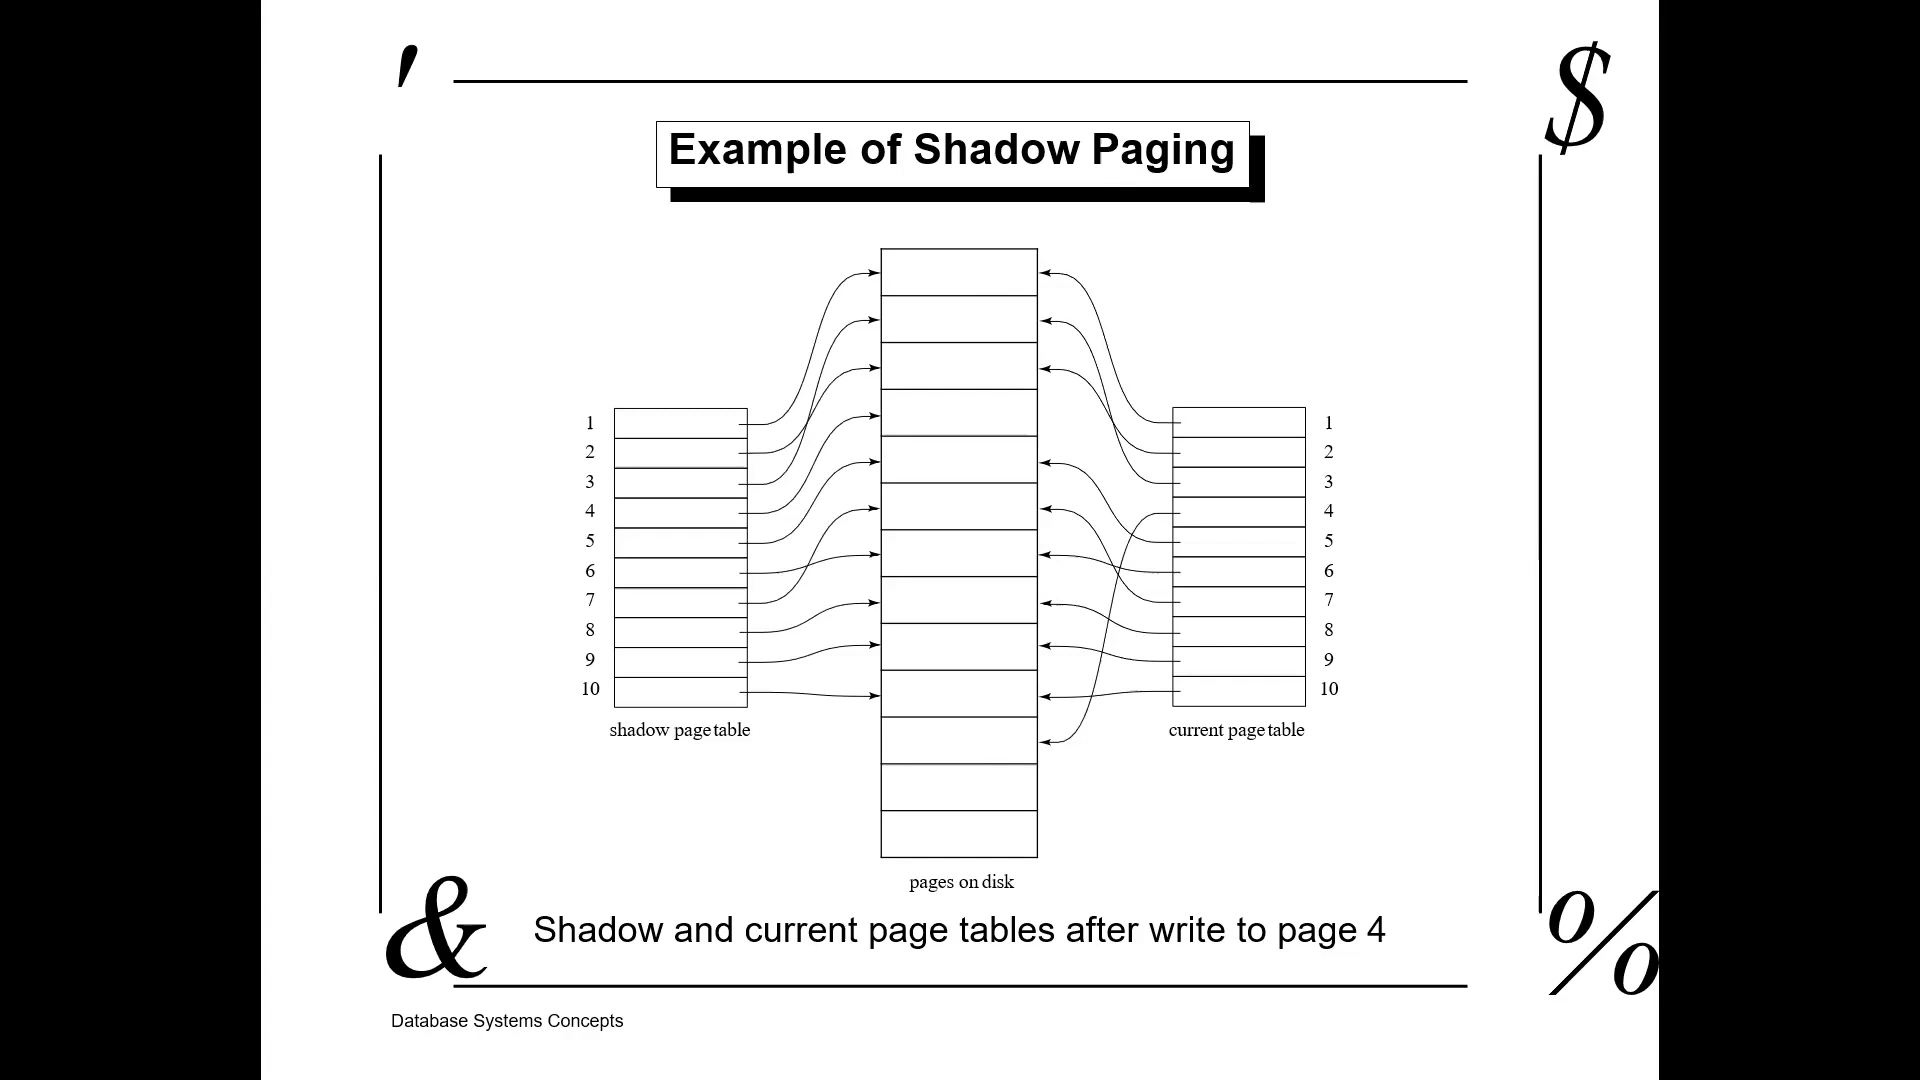 ' $
Example of Shadow Paging
1 1
2 2
3 3
4 4
5 5
6 6
7 7
8 8
9 9
10 10
shadow page table current page table
pages on disk
Shadow and current page tables after write to page 4
& %
Database Systems Concepts